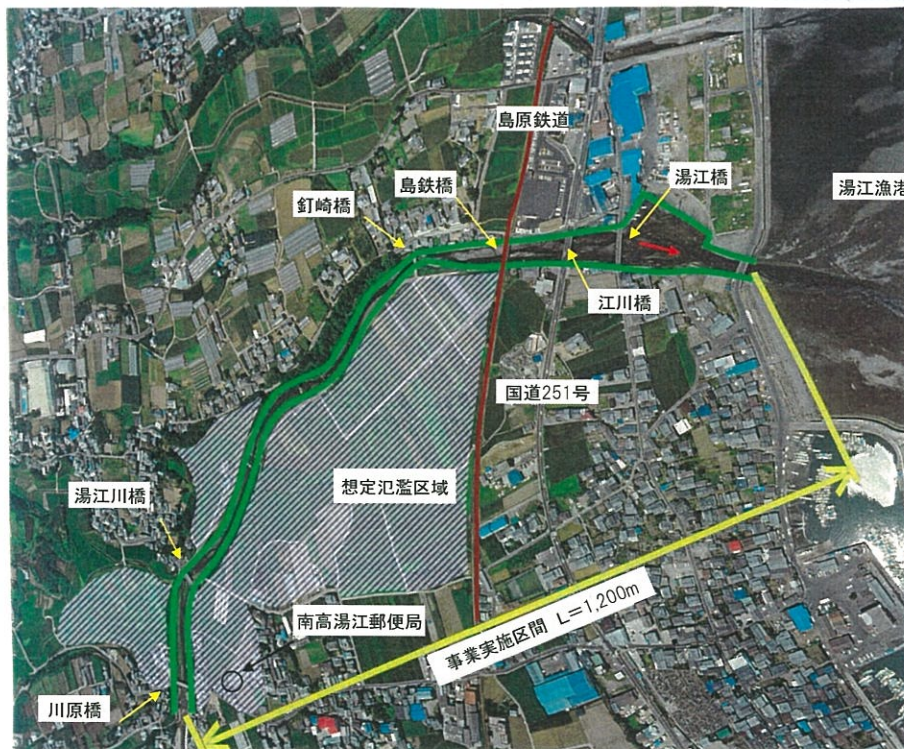 島原鉄道
湯江橋
島鉄橋
湯江漁港
釘崎橋
江川橋
国道251号
湯江川橋
想定氾濫区域
南高湯江郵便局
事業実施区間 L=1,200m
川原橋